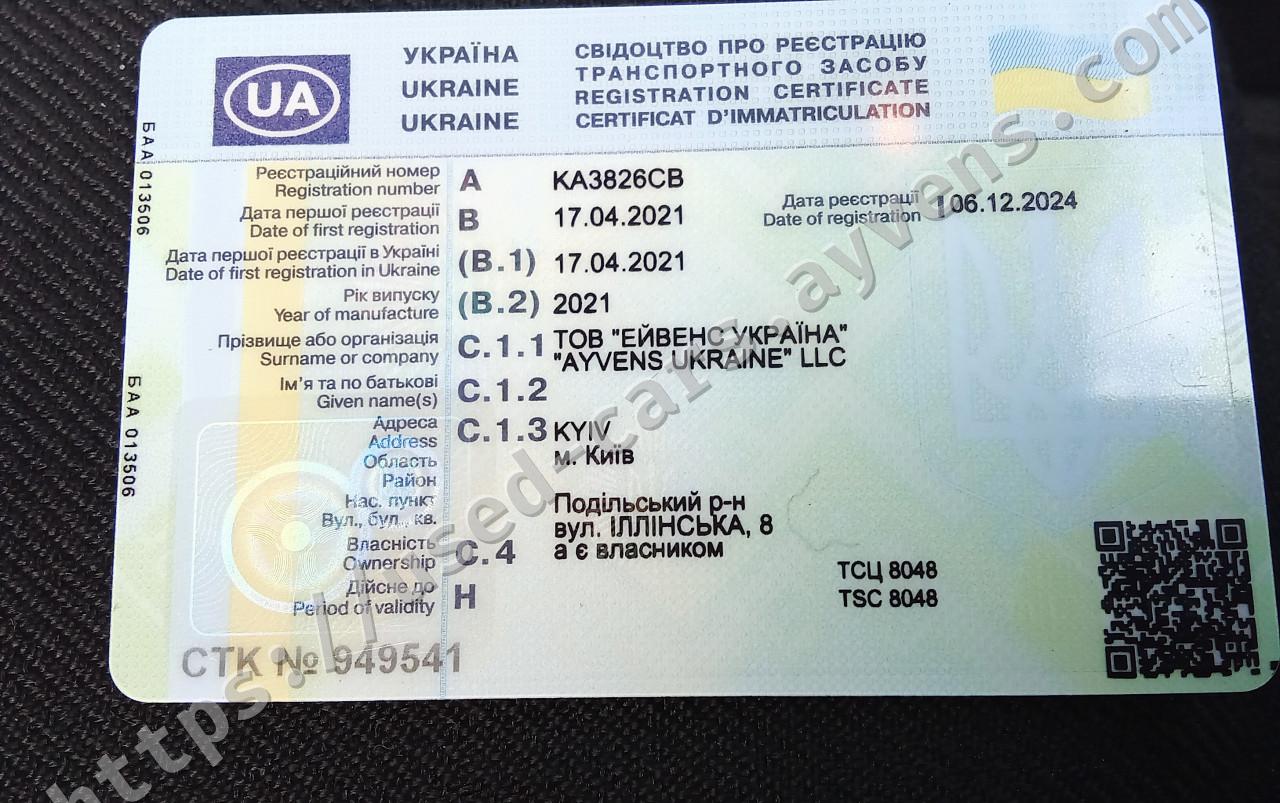 UA
УКРАЇНА
UKRAINE
UKRAINE
СВІДОЦТВО ПРО РЕЄСТРАЦІЮ
ТРАНСПОРТНОГО ЗАСОБУ
REGISTRATION CERTIFICATE
CERTIFICAT D'IMMATRICULATION
БАА 013506
БАА 013506
Реєстраційний номер
Registration number
A
KA3826CB
Дата першої реєстрації
Date of first registration
B
17.04.2021
Дата реєстрації
Date of registration
I
06.12.2024
Дата першої реєстрації в Україні
Date of first registration in Ukraine
(B.1)
17.04.2021
Рік випуску
Year of manufacture
(B.2)
2021
Прізвище або організація
Surname or company
C.1.1
ТОВ "ЕЙВЕНС УКРАЇНА"
"AYVENS UKRAINE" LLC
Ім'я та по батькові
Given name(s)
C.1.2
Адреса
Address
C.1.3
KYIV
Область
м. Київ
Район
Нас. пункт
Подільський р-н
Вул., бул., кв.
вул. ІЛЛІНСЬКА, 8
Власність
Ownership
C.4
а є власником
Дійсне до
Period of validity
H
ТСЦ 8048
TSC 8048
СТК № 949541
https://used-cars.ayvens.com